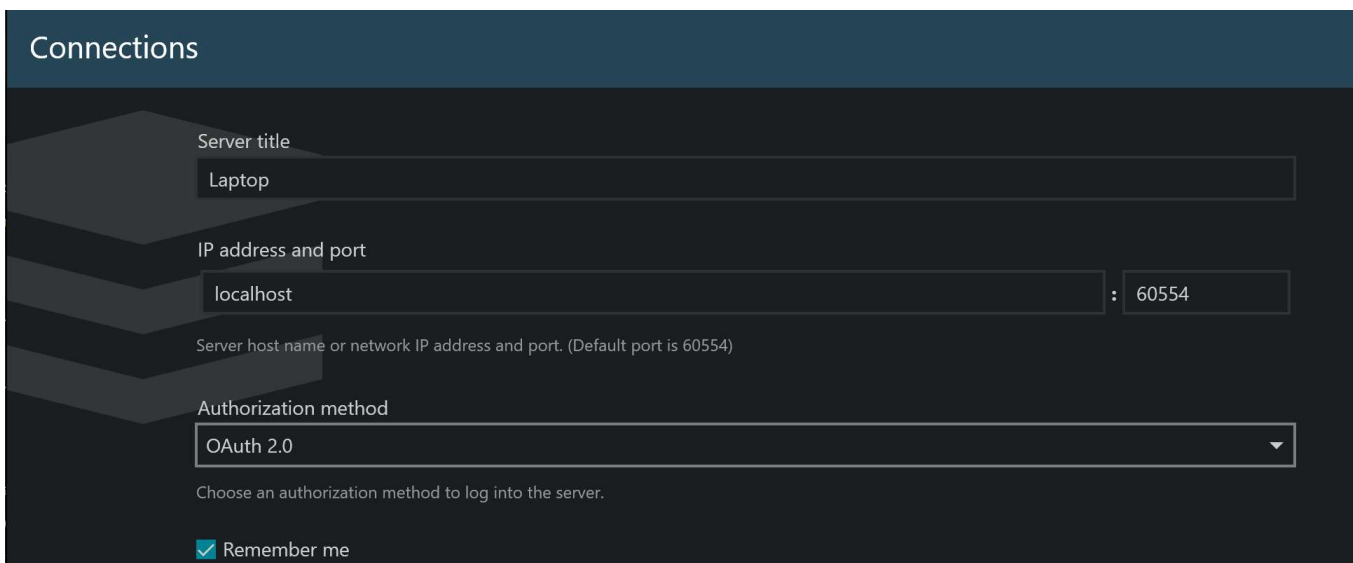 Connections
Server title
Laptop
IP address and port
localhost : 60554
Server host name or network IP address and port. (Default port is 60554)
Authorization method
OAuth 2.0
Choose an authorization method to log into the server.
Remember me